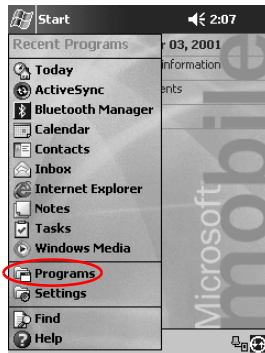 Start 2:07
Recent Programs r 03, 2001
Today information
ActiveSync ents
Bluetooth Manager
Calendar
Contacts
Inbox
Internet Explorer
Notes
Tasks
Windows Media
Programs
Settings
Find
Help
Microsoft
mobile